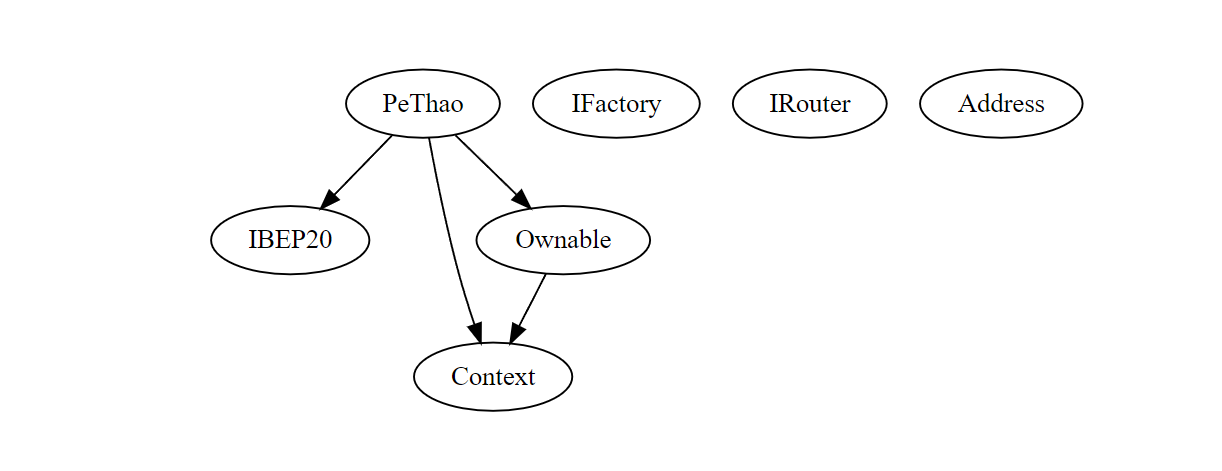 PeThao IFactory IRouter Address
IBEP20 Ownable
Context